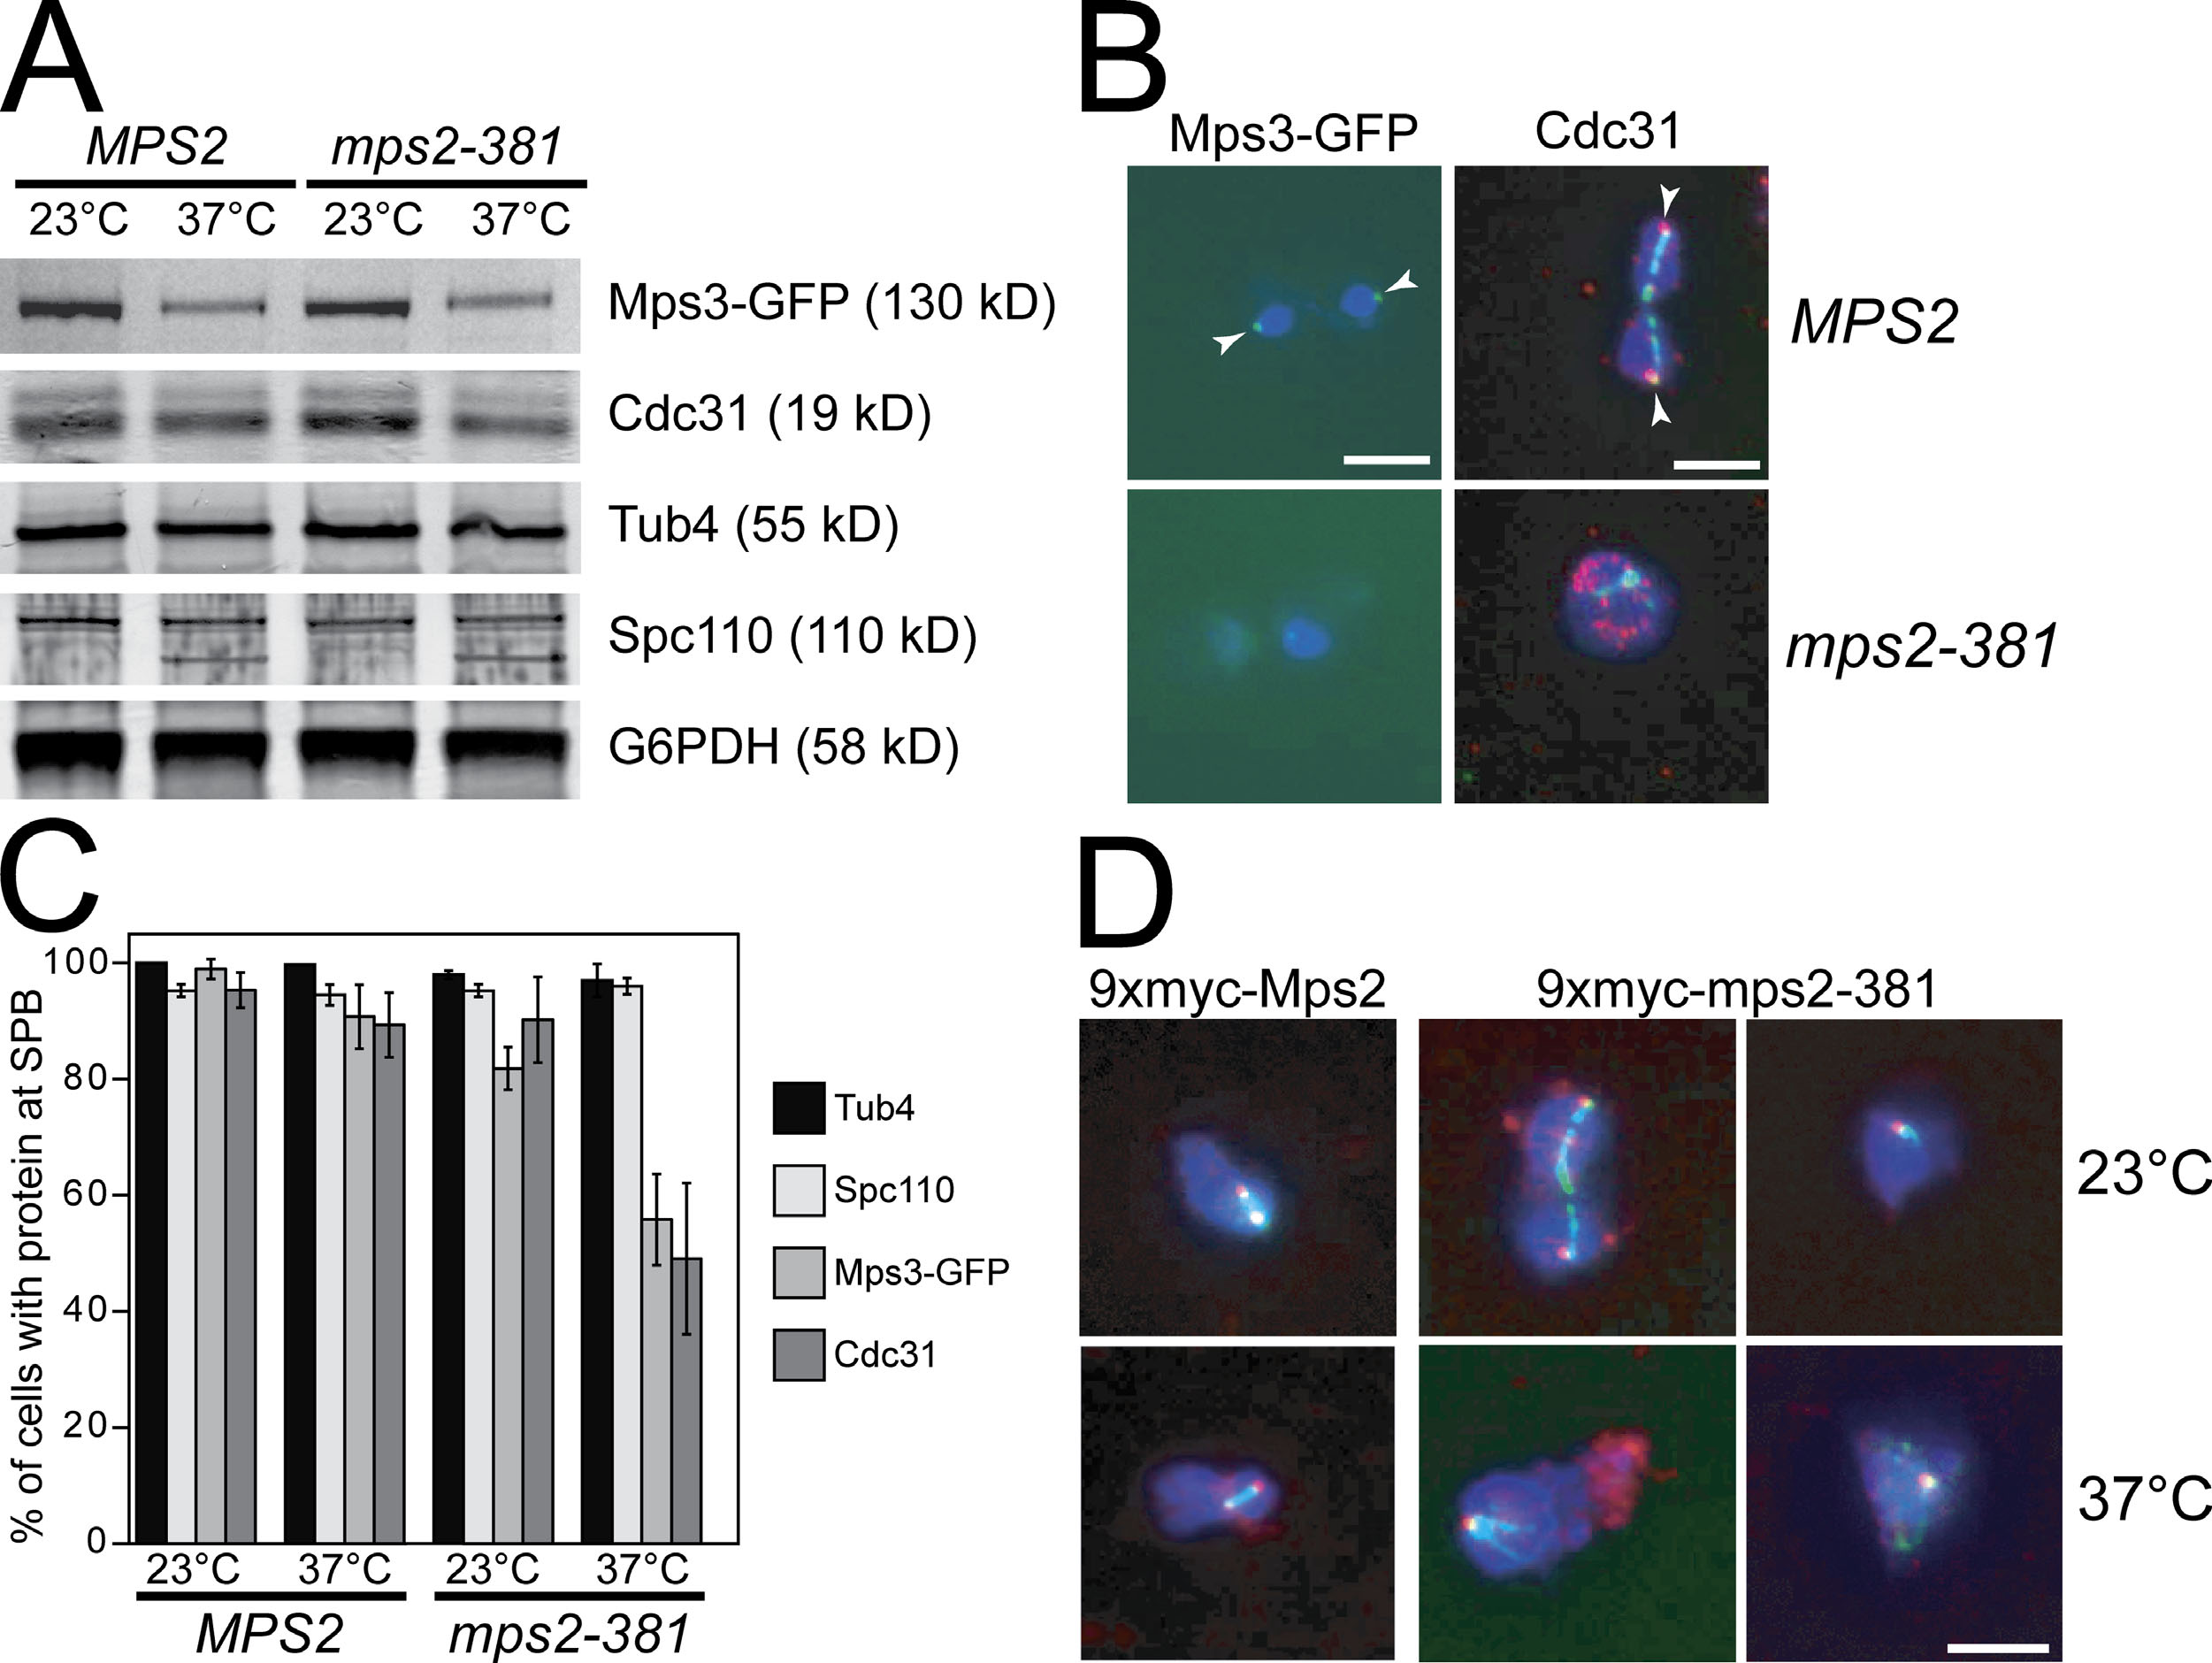 A
MPS2 mps2-381
23°C 37°C 23°C 37°C
Mps3-GFP (130 kD)
Cdc31 (19 kD)
Tub4 (55 kD)
Spc110 (110 kD)
G6PDH (58 kD)
B
Mps3-GFP Cdc31
MPS2
mps2-381
C
% of cells with protein at SPB
100
80
60
40
20
0
23°C 37°C 23°C 37°C
MPS2 mps2-381
Tub4
Spc110
Mps3-GFP
Cdc31
D
9xmyc-Mps2 9xmyc-mps2-381
23°C
37°C